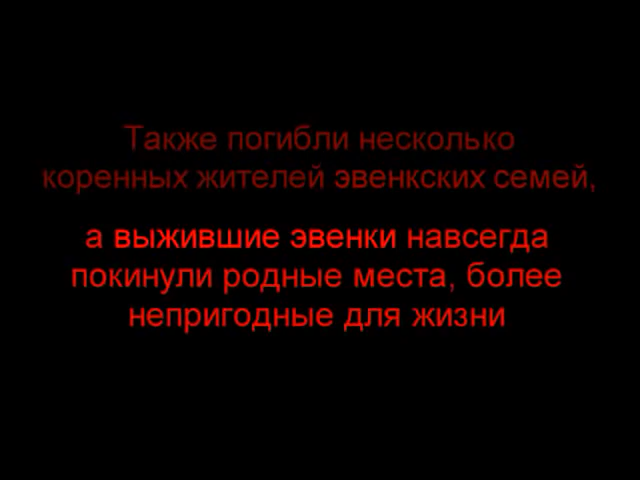 Также погибли несколько
коренных жителей эвенкских семей,
а выжившие эвенки навсегда
покинули родные места, более
непригодные для жизни